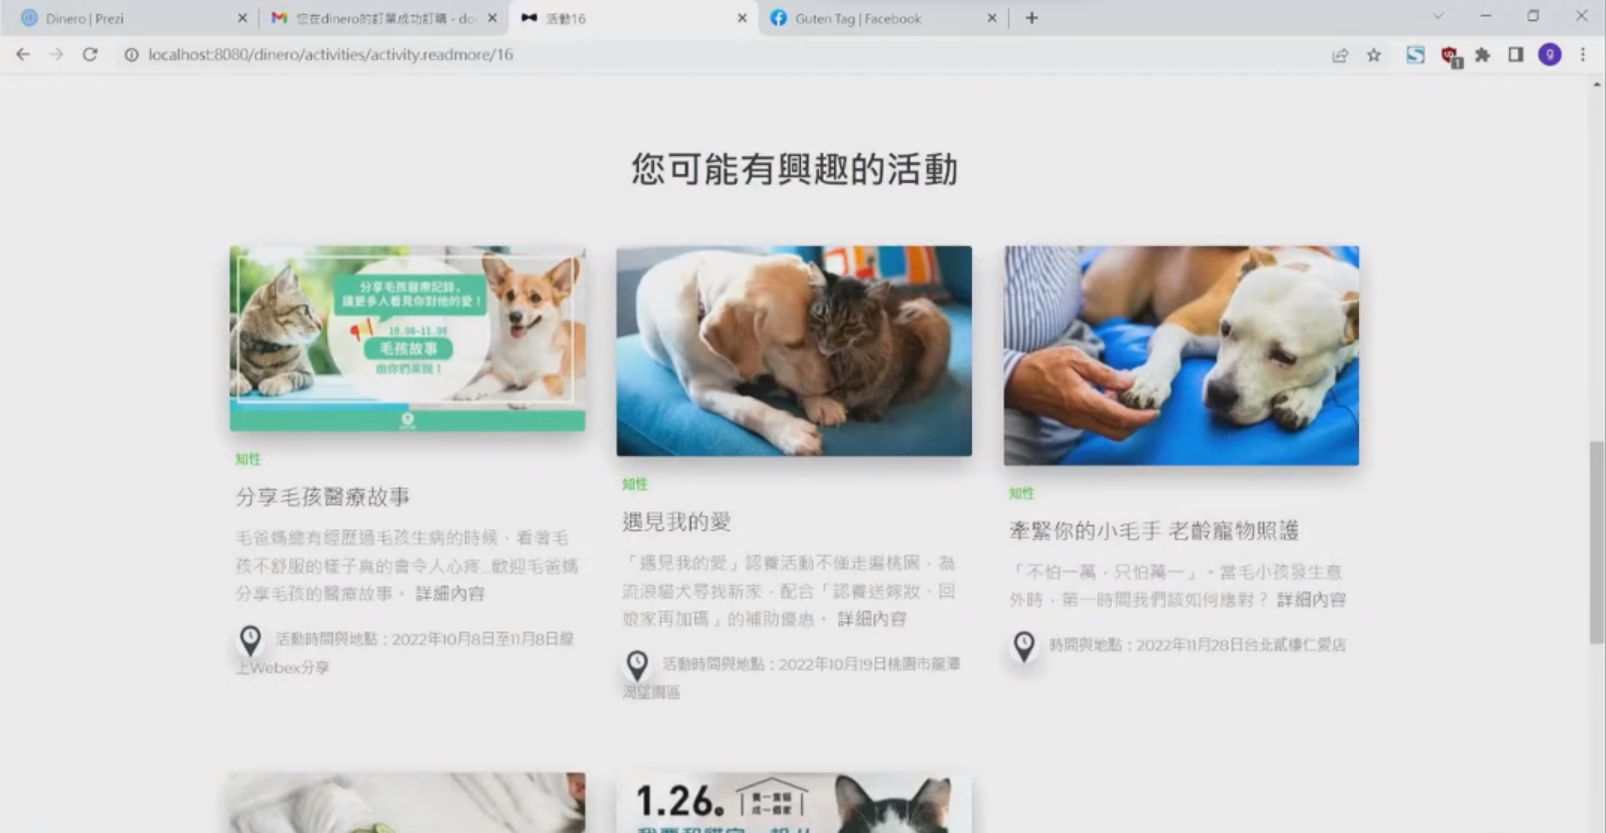 Dinero | Prezi
您在dinero的訂單成功訂購 - do
活動16
Guten Tag | Facebook
localhost:8080/dinero/activities/activity.readmore/16
g
1
您可能有興趣的活動
分享毛孩醫療記錄,
讓更多人看見你對他的愛!
10.08-11.08
毛孩故事
由你們來說!
知性
分享毛孩醫療故事
毛爸媽總有經歷過毛孩生病的時候,看著毛
孩不舒服的樣子真的會令人心疼...歡迎毛爸媽
分享毛孩的醫療故事。 詳細內容
活動時間與地點:2022年10月8日至11月8日線
上Webex分享
知性
遇見我的愛
「遇見我的愛」認養活動不僅走遍桃園,為
流浪貓犬尋找新家,配合「認養送嫁妝、回
娘家再加碼」的補助優惠。 詳細內容
活動時間與地點:2022年10月19日桃園市龍潭
渴望園區
知性
牽緊你的小毛手 老齡寵物照護
「不怕一萬,只怕萬一」。當毛小孩發生意
外時,第一時間我們該如何應對? 詳細內容
時間與地點:2022年11月28日台北貳樓仁愛店
1.26。
養一隻貓
成一個家